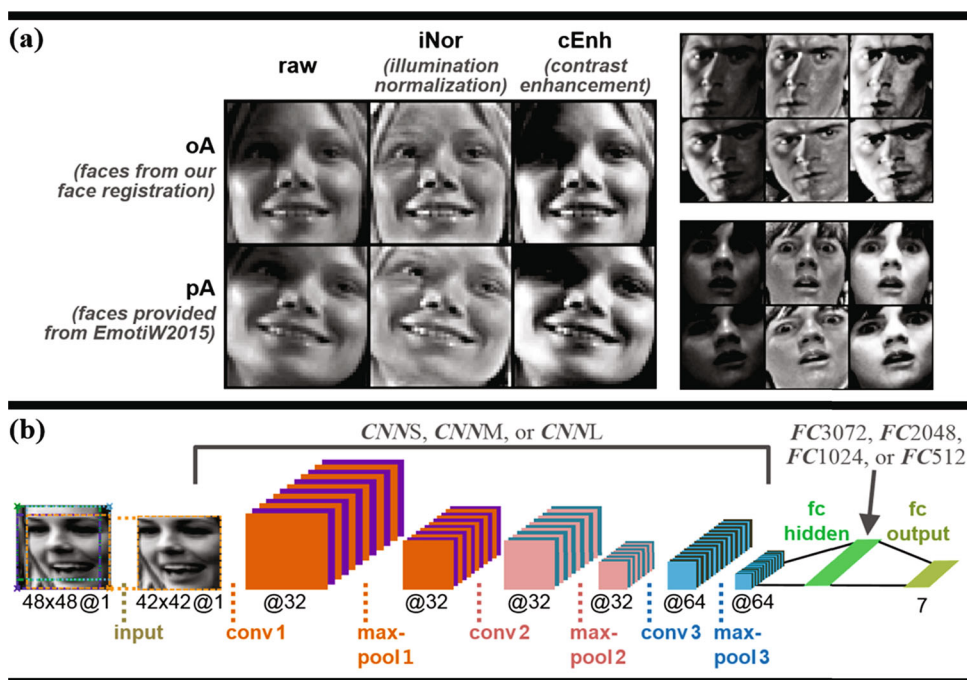 (a)
raw
iNor
(illumination
normalization)
cEnh
(contrast
enhancement)
oA
(faces from our
face registration)
pA
(faces provided
from EmotiW2015)
(b)
CNNS, CNNM, or CNNL
FC3072, FC2048,
FC1024, or FC512
fc
hidden
fc
output
48x48@1
42x42@1
@32
@32
@32
@32
@64
@64
7
input
conv1
max-
pool1
conv2
max-
pool2
conv3
max-
pool3